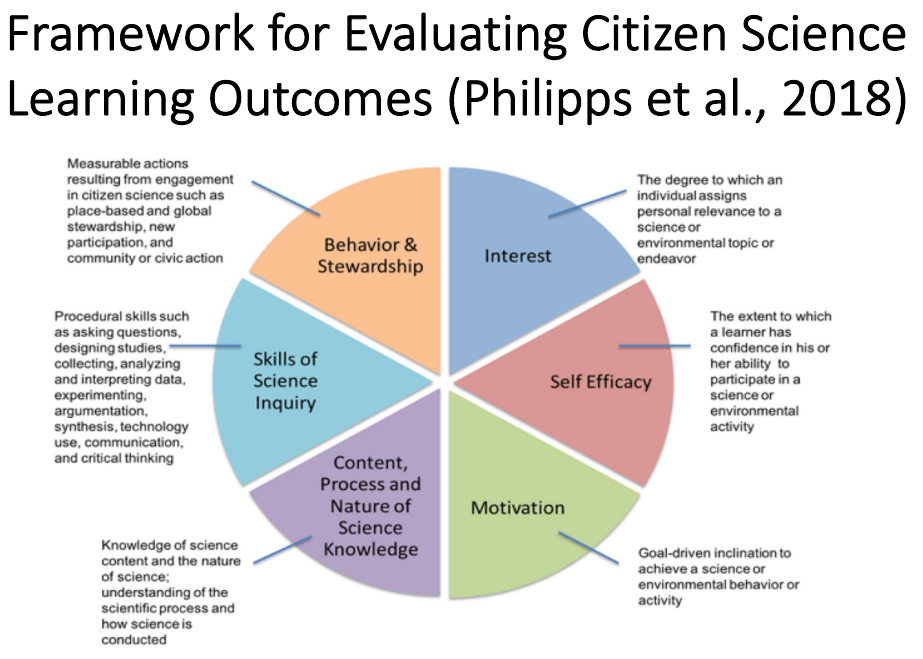 Framework for Evaluating Citizen Science
Learning Outcomes (Philipps et al., 2018)
Measurable actions
resulting from engagement
in citizen science such as
place-based and global
stewardship, new
participation, and
community or civic action
Behavior &
Stewardship
Interest
The degree to which an
individual assigns
personal relevance to a
science or
environmental topic or
endeavor
Procedural skills such
as asking questions,
designing studies,
collecting, analyzing
and interpreting data,
experimenting,
argumentation,
synthesis, technology
use, communication,
and critical thinking
Skills of
Science
Inquiry
Self Efficacy
The extent to which
a learner has
confidence in his or
her ability to
participate in a
science or
environmental
activity
Content,
Process and
Nature of
Science
Knowledge
Motivation
Knowledge of science
content and the nature
of science;
understanding of the
scientific process and
how science is
conducted
Goal-driven inclination to
achieve a science or
environmental behavior or
activity